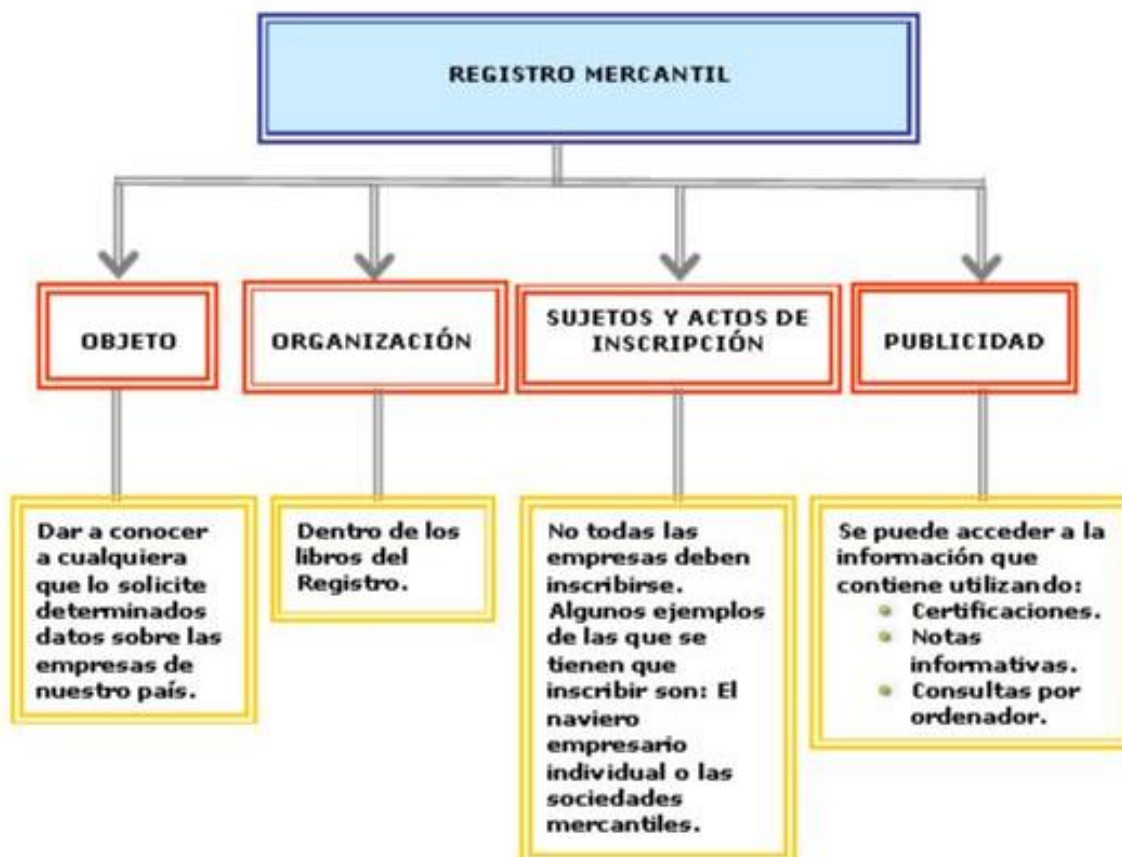 REGISTRO MERCANTIL
OBJETO
ORGANIZACIÓN
SUJETOS Y ACTOS DE
INSCRIPCIÓN
PUBLICIDAD
Dar a conocer
a cualquiera
que lo solicite
determinados
datos sobre las
empresas de
nuestro país.
Dentro de los
libros del
Registro.
No todas las
empresas deben
inscribirse.
Algunos ejemplos
de las que se
tienen que
inscribir son: El
naviero
empresario
individual o las
sociedades
mercantiles.
Se puede acceder a la
información que
contiene utilizando:
Certificaciones.
Notas
informativas.
Consultas por
ordenador.